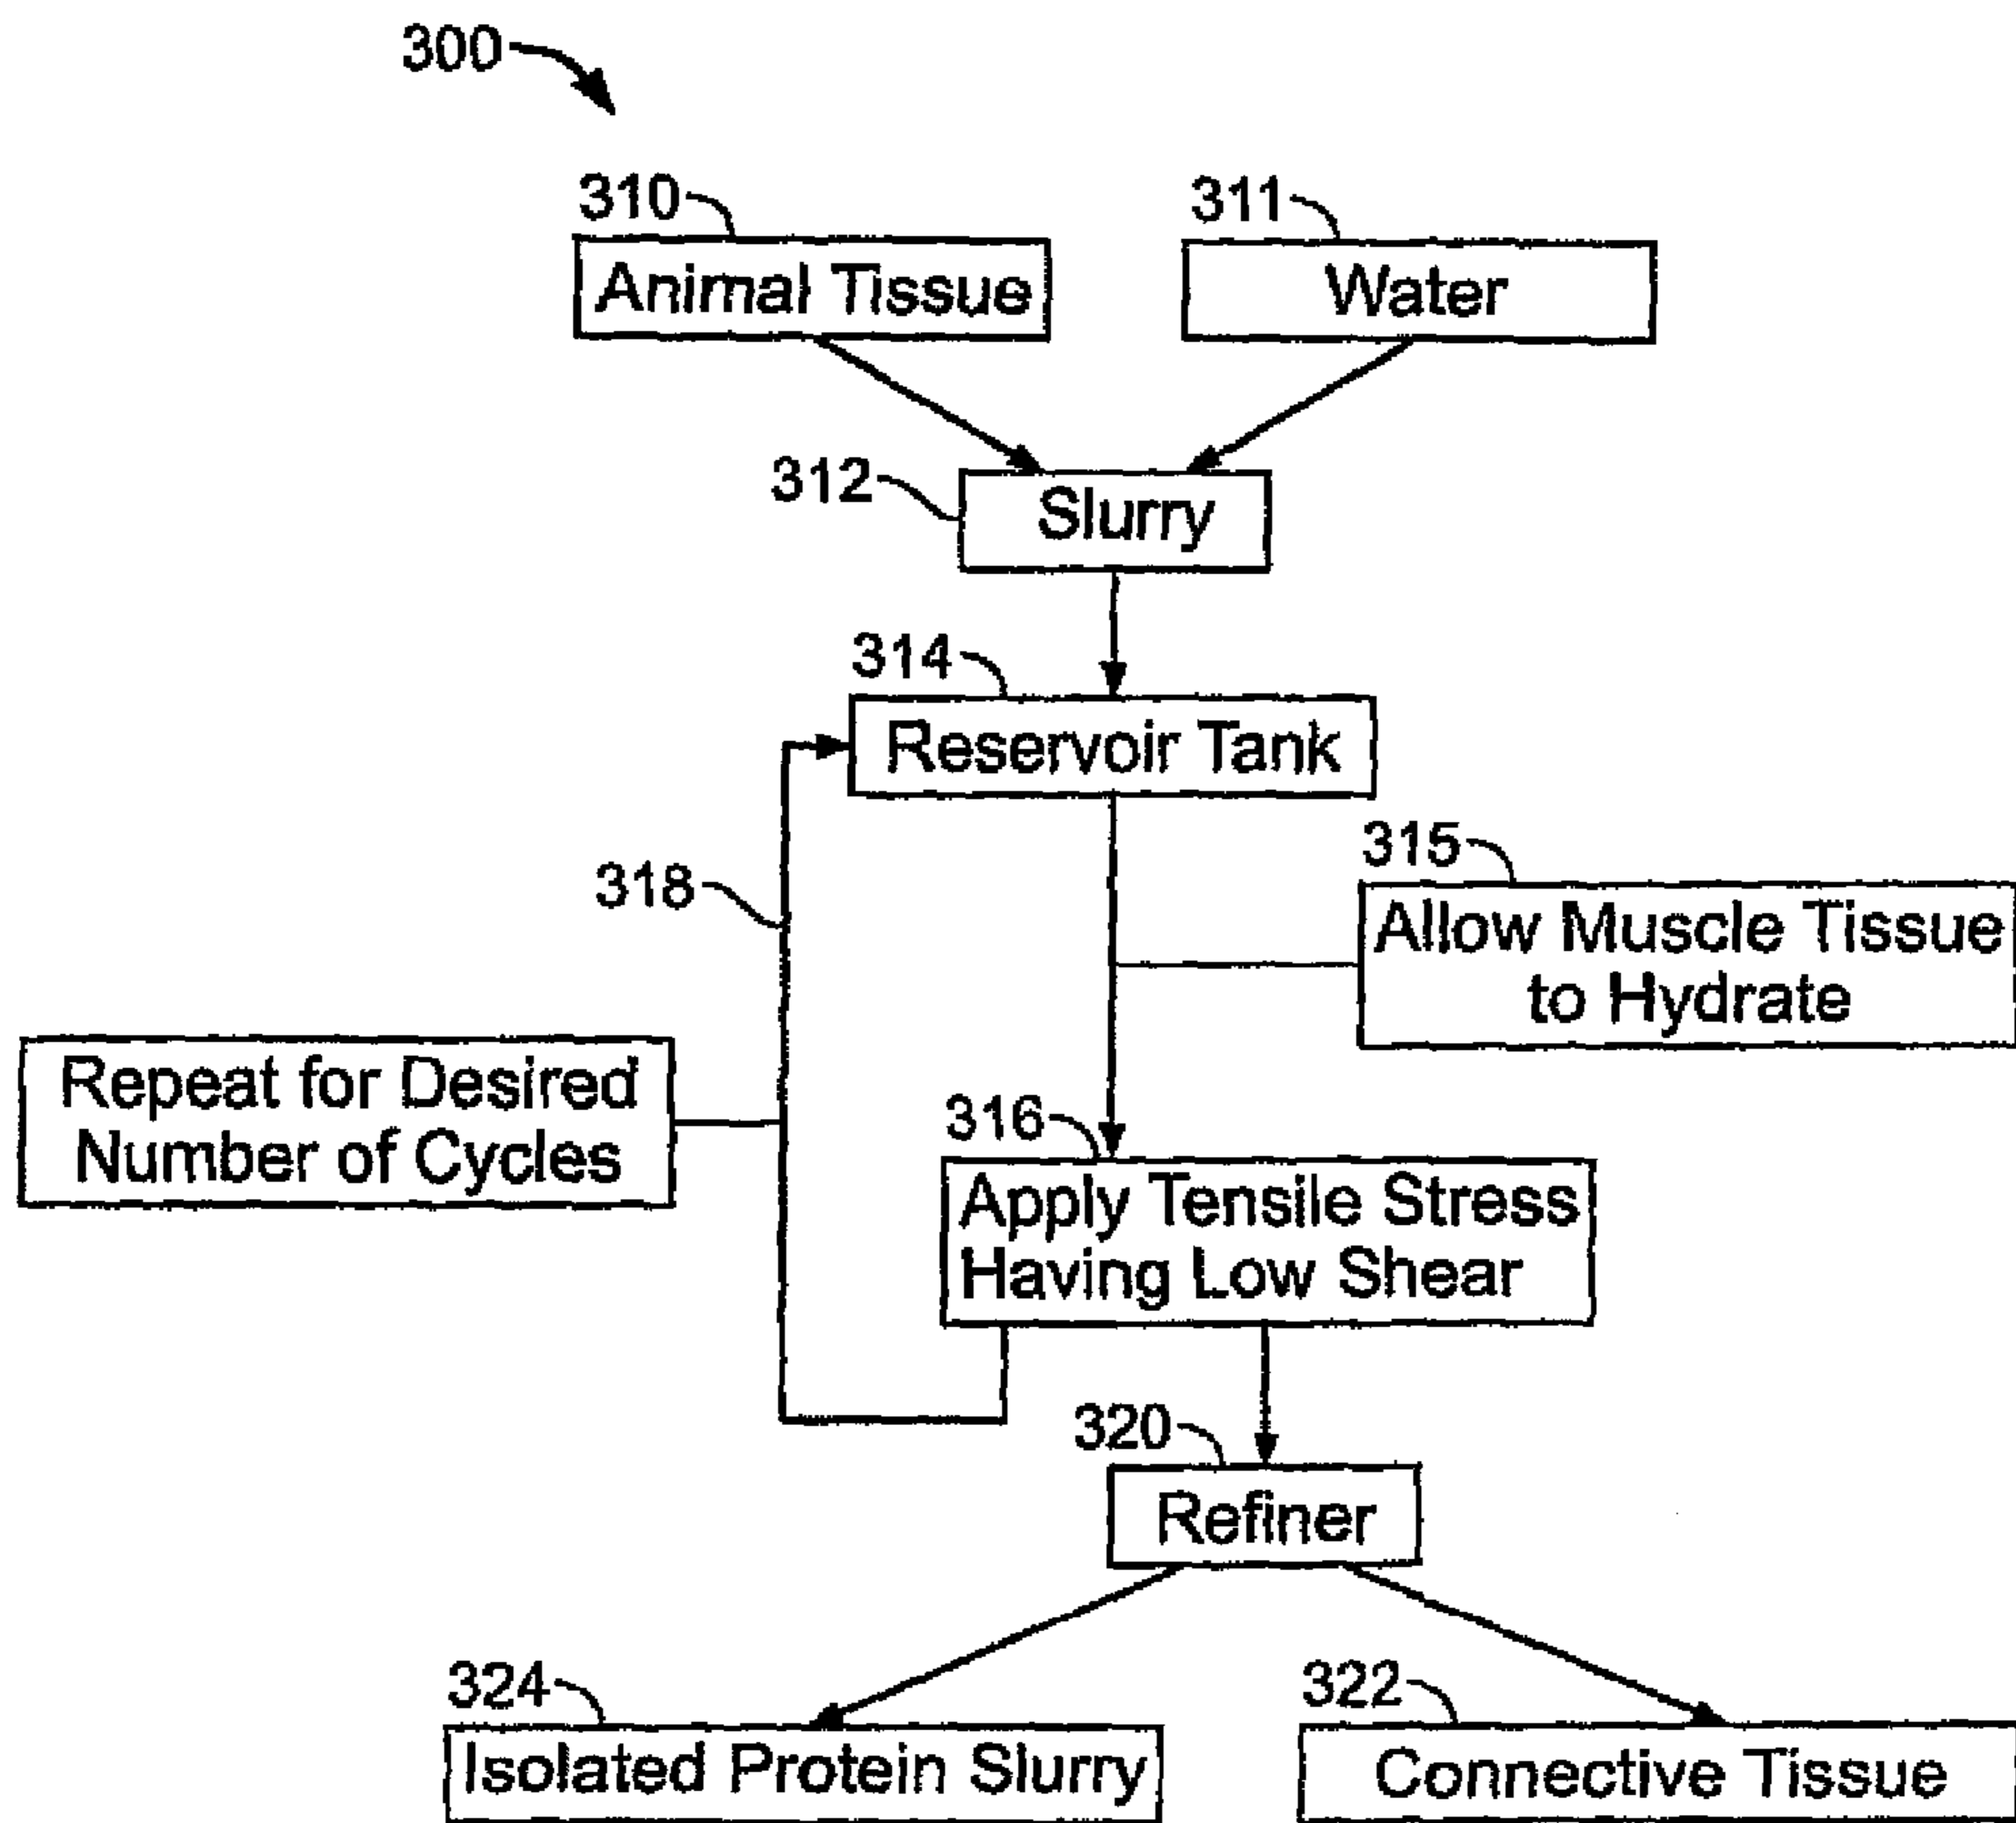 300
310
311
Animal Tissue
Water
312
Slurry
314
Reservoir Tank
315
318
Allow Muscle Tissue
to Hydrate
Repeat for Desired
Number of Cycles
316
Apply Tensile Stress
Having Low Shear
320
Refiner
324
322
Isolated Protein Slurry
Connective Tissue